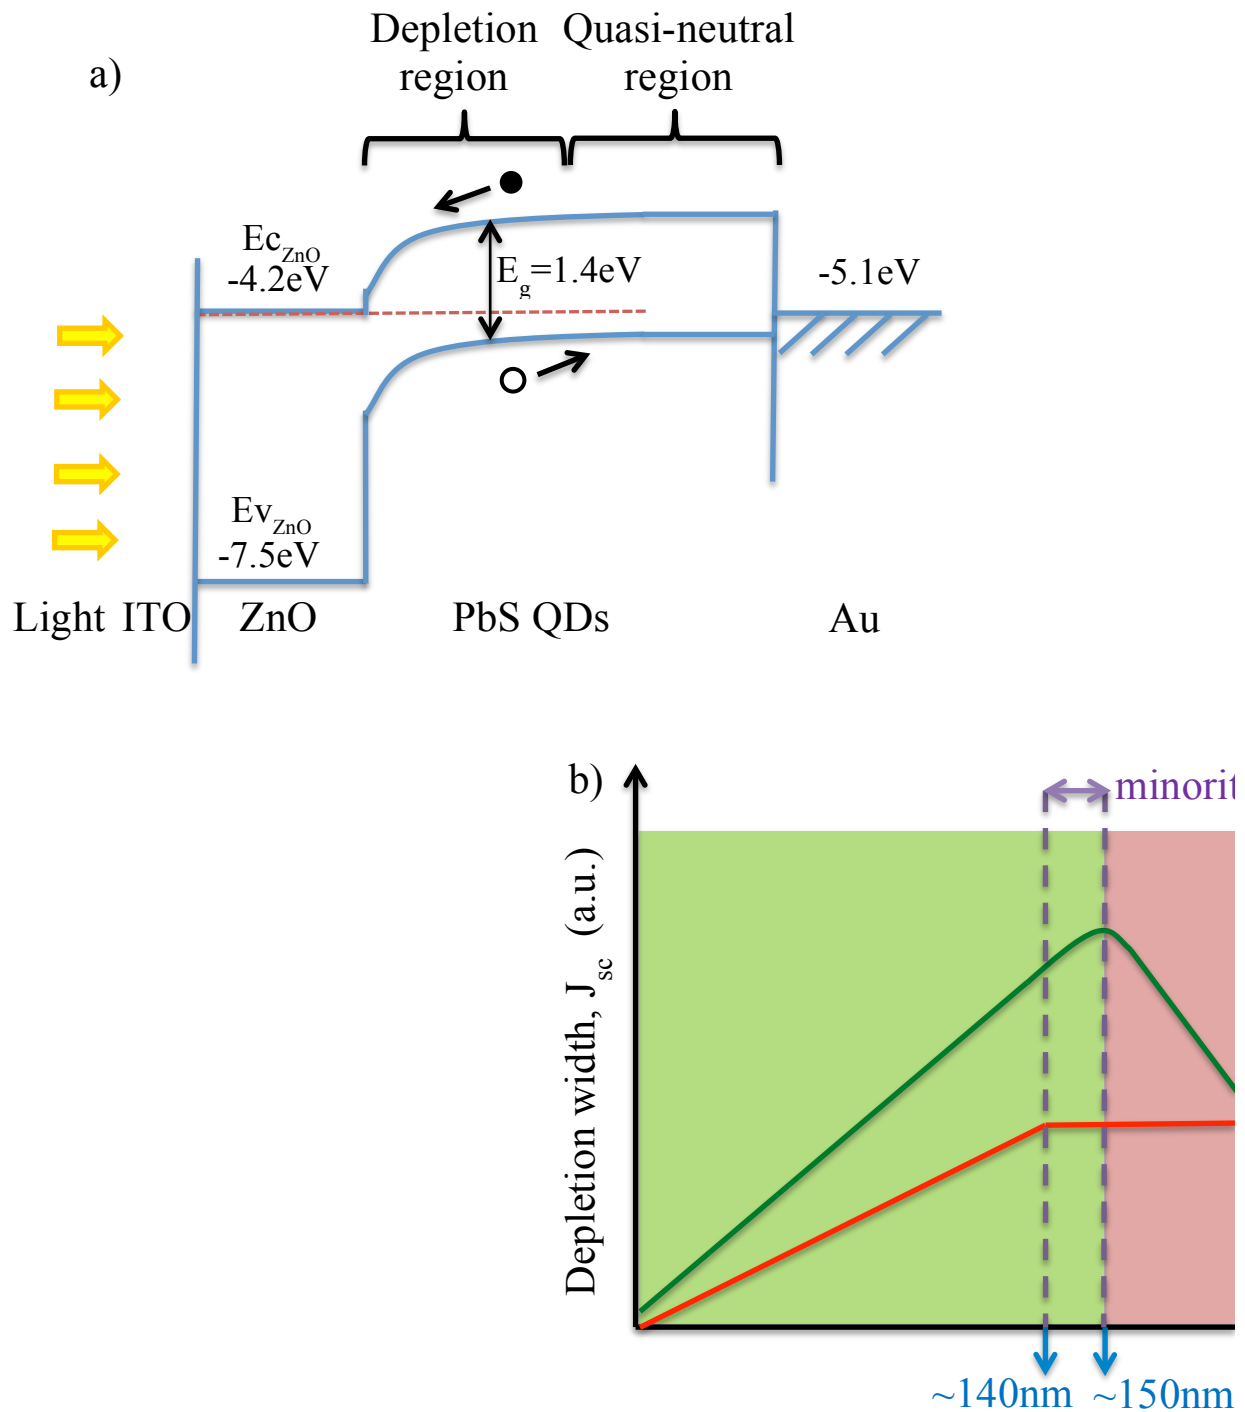 a)
Depletion region
Quasi-neutral region
Ec_ZnO
-4.2eV
E_g=1.4eV
-5.1eV
Ev_ZnO
-7.5eV
Light ITO ZnO PbS QDs Au
b)
Depletion width, J_sc (a.u.)
~140nm ~150nm